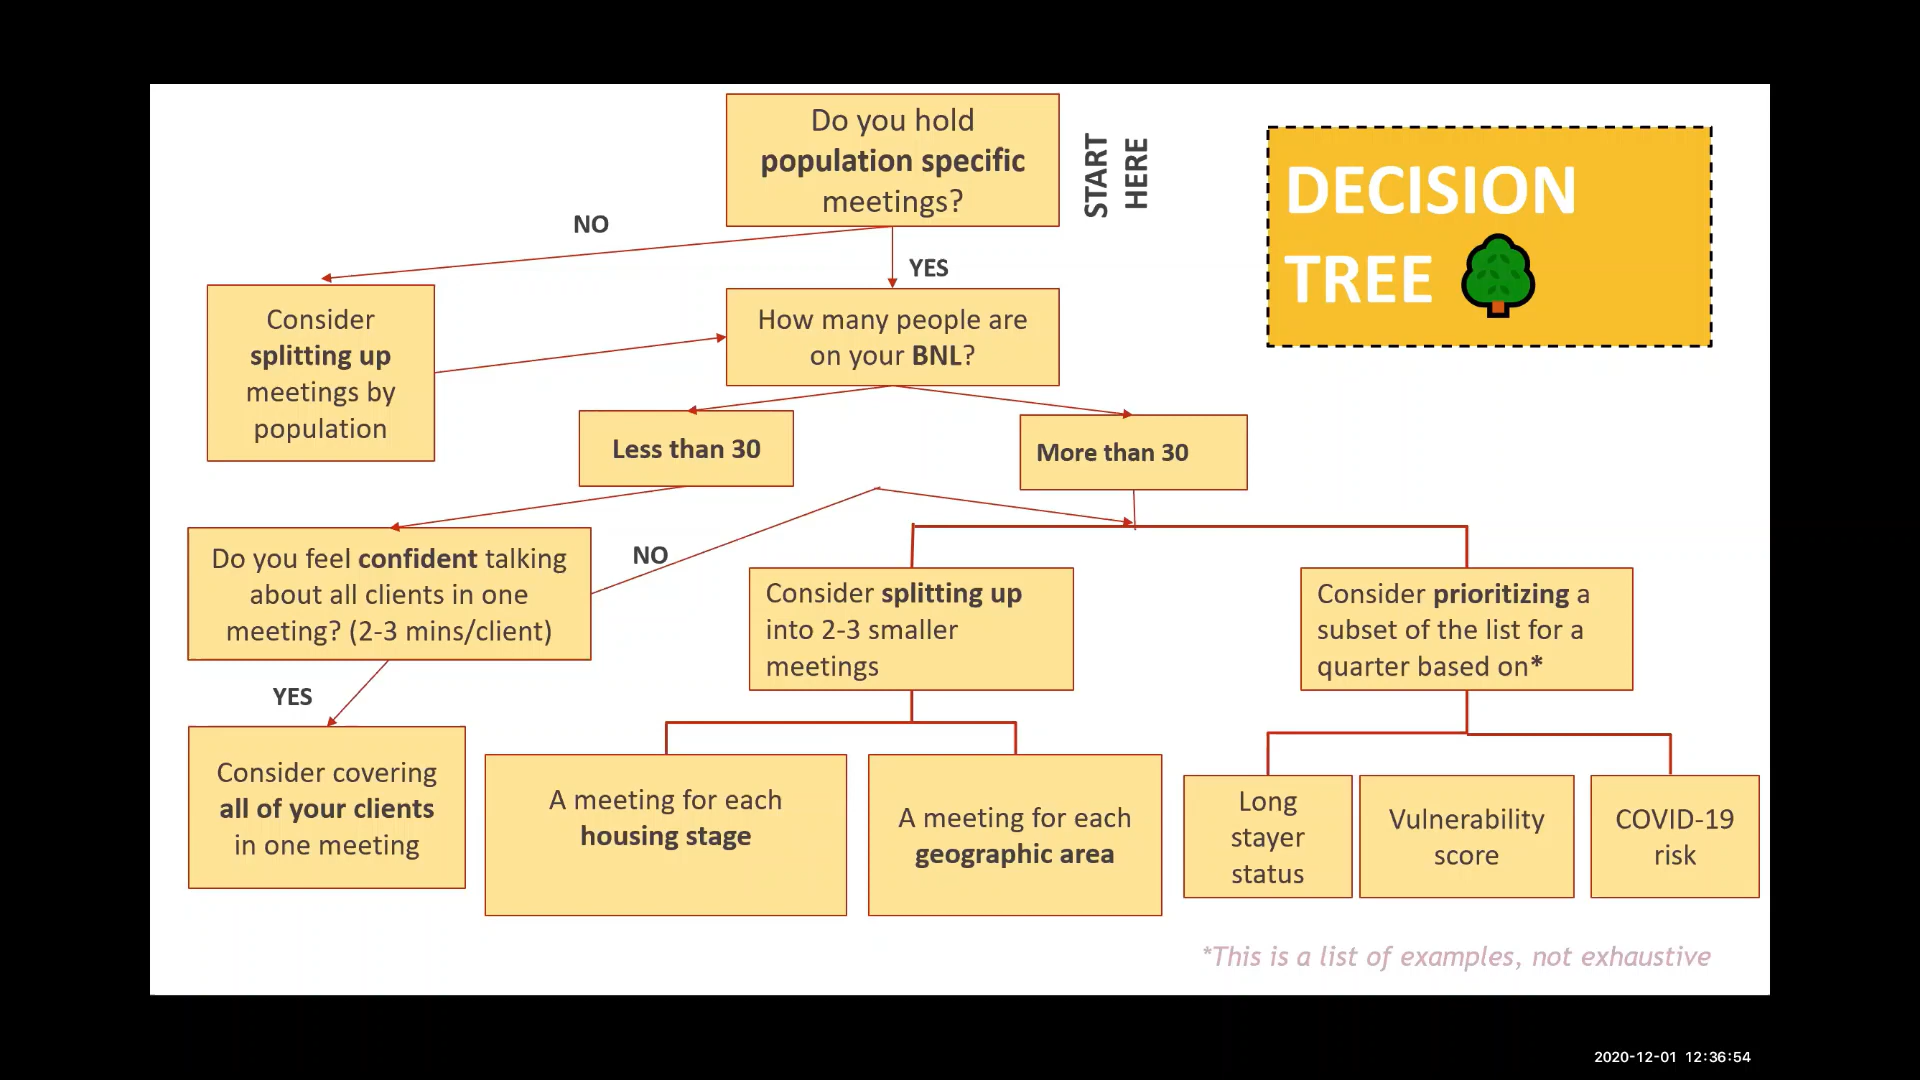 Do you hold
population specific
meetings?
START
HERE
DECISION
TREE
NO
YES
Consider
splitting up
meetings by
population
How many people are
on your BNL?
Less than 30
More than 30
Do you feel confident talking
about all clients in one
meeting? (2-3 mins/client)
NO
Consider splitting up
into 2-3 smaller
meetings
Consider prioritizing a
subset of the list for a
quarter based on*
YES
Consider covering
all of your clients
in one meeting
A meeting for each
housing stage
A meeting for each
geographic area
Long
stayer
status
Vulnerability
score
COVID-19
risk
*This is a list of examples, not exhaustive
2020-12-01 12:36:54